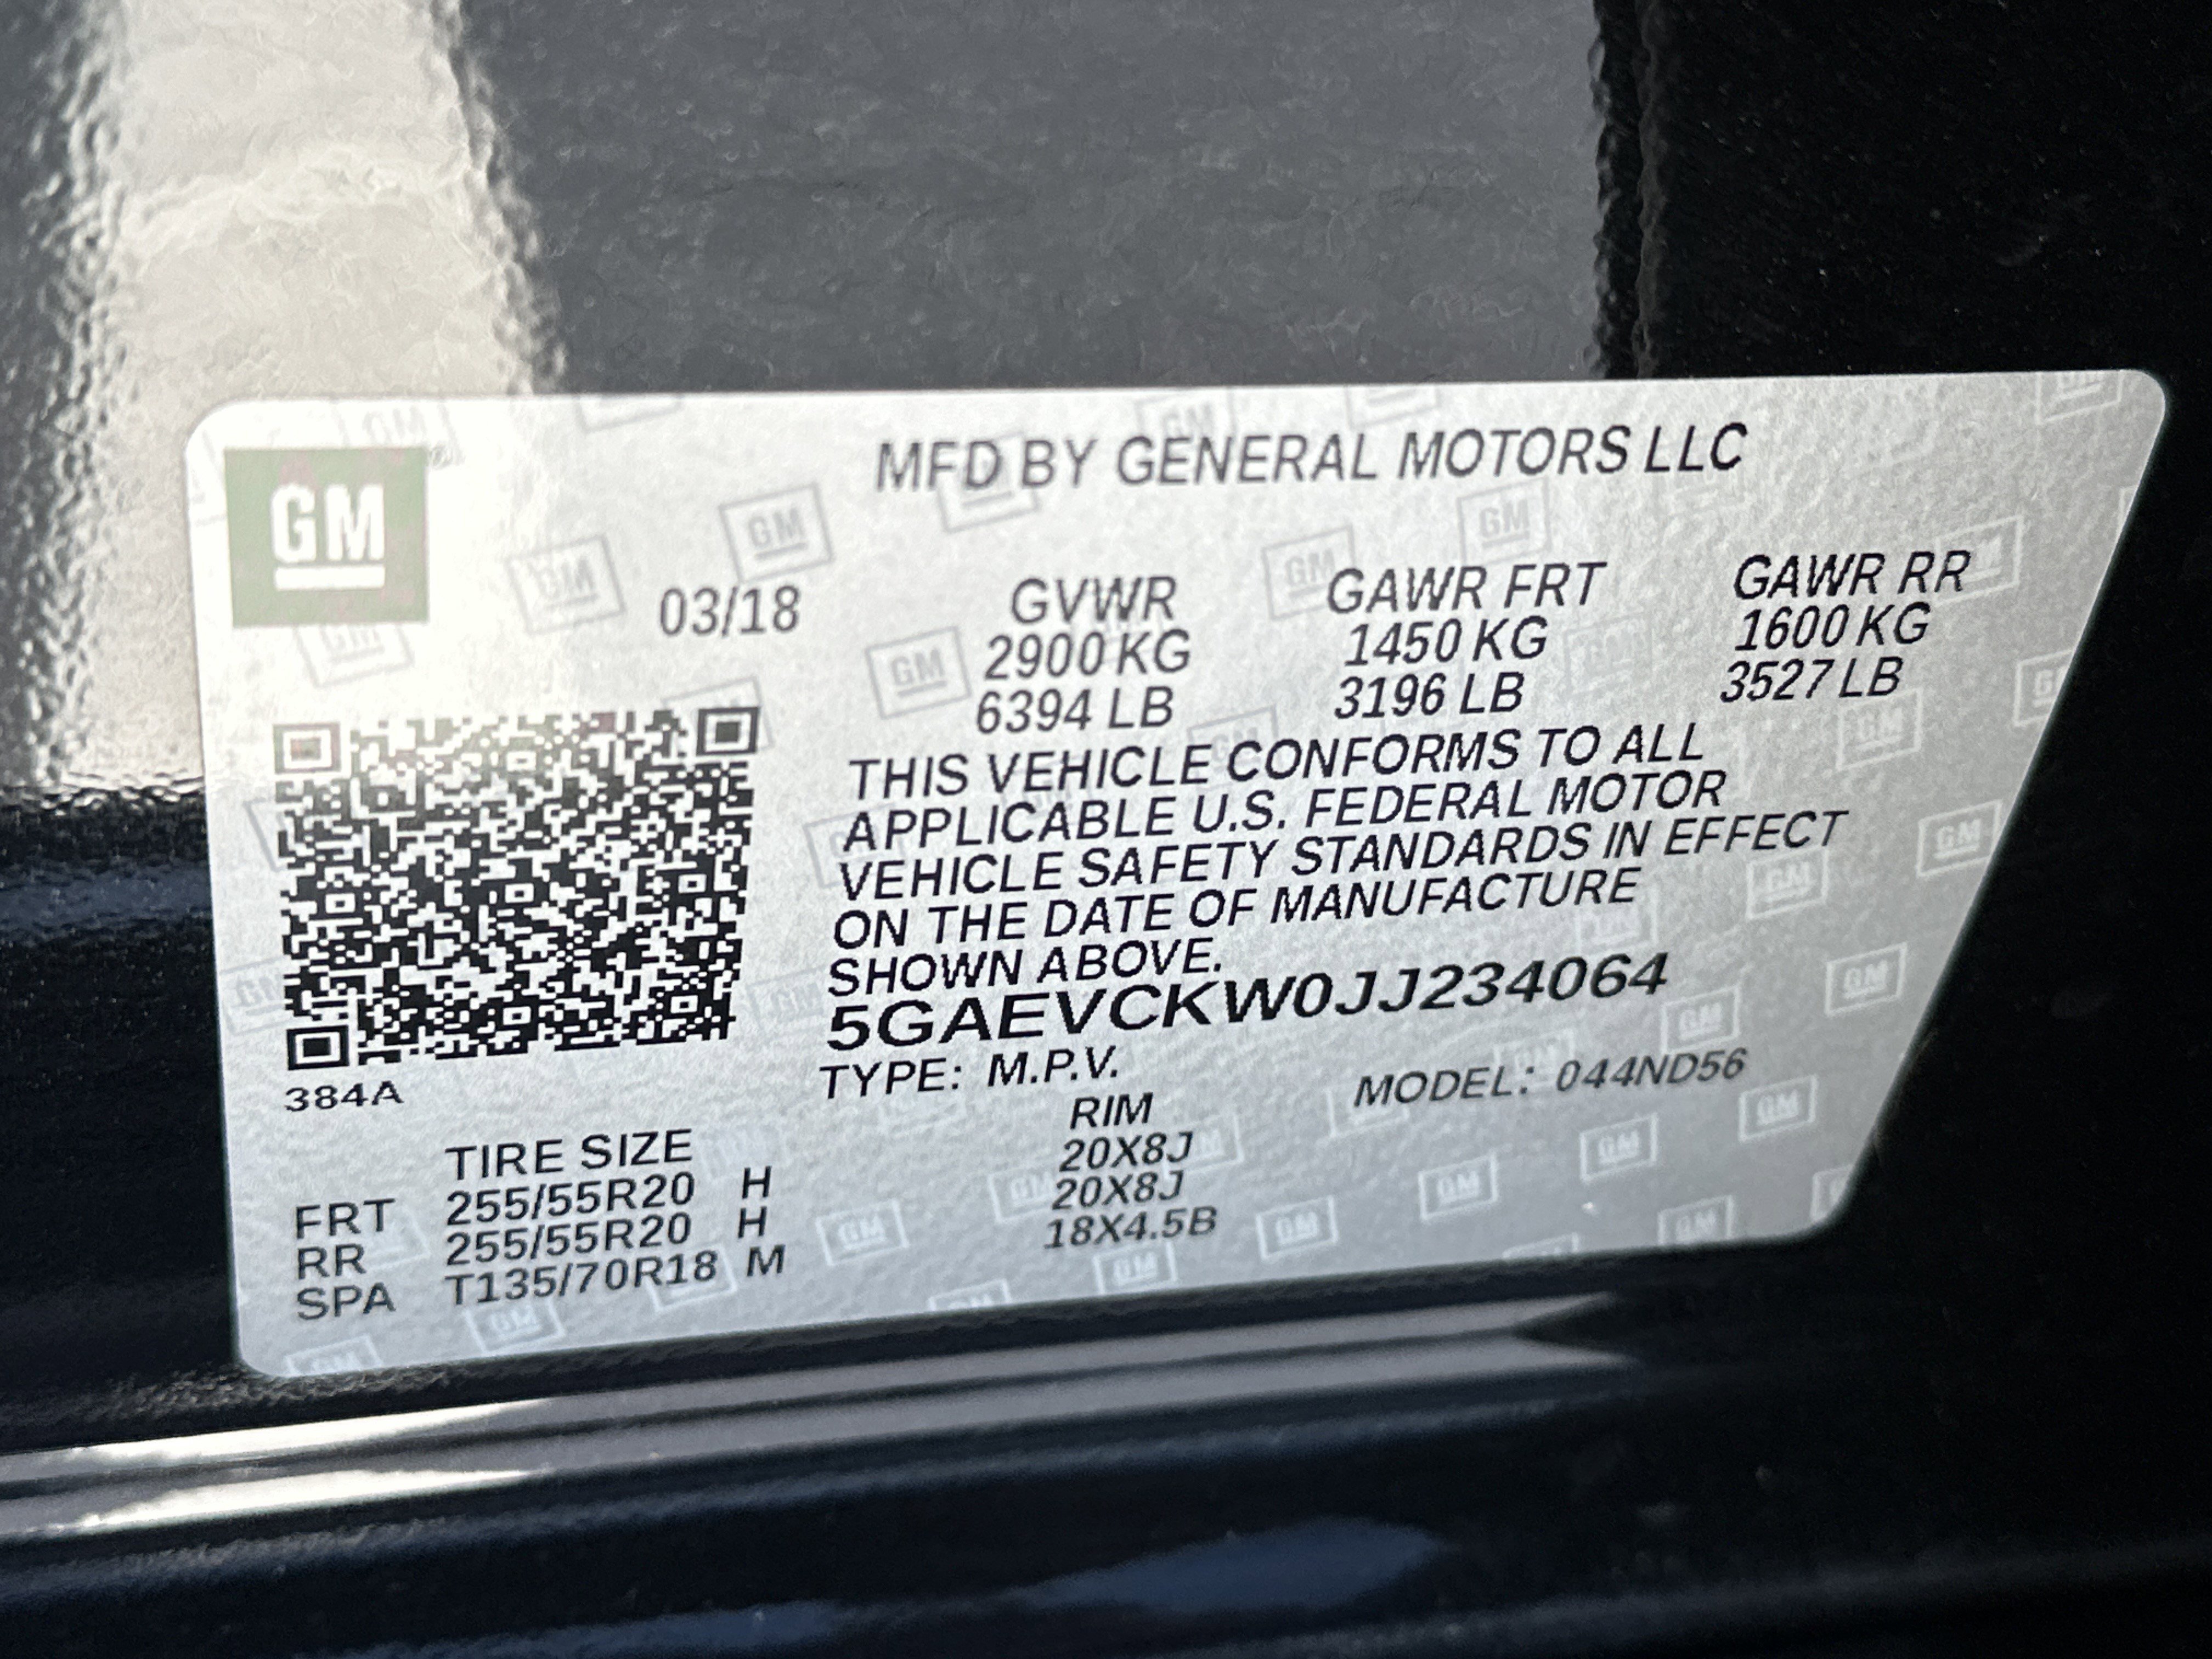 GM
MFD BY GENERAL MOTORS LLC
03/18 GVWR GAWR FRT GAWR RR
2900 KG 1450 KG 1600 KG
6394 LB 3196 LB 3527 LB
THIS VEHICLE CONFORMS TO ALL
APPLICABLE U.S. FEDERAL MOTOR
VEHICLE SAFETY STANDARDS IN EFFECT
ON THE DATE OF MANUFACTURE
SHOWN ABOVE.
5GAEVCKW0JJ234064
384A
TYPE: M.P.V. MODEL: 044ND56
TIRE SIZE RIM
FRT 255/55R20 H 20X8J
RR 255/55R20 H 20X8J
SPA T135/70R18 M 18X4.5B